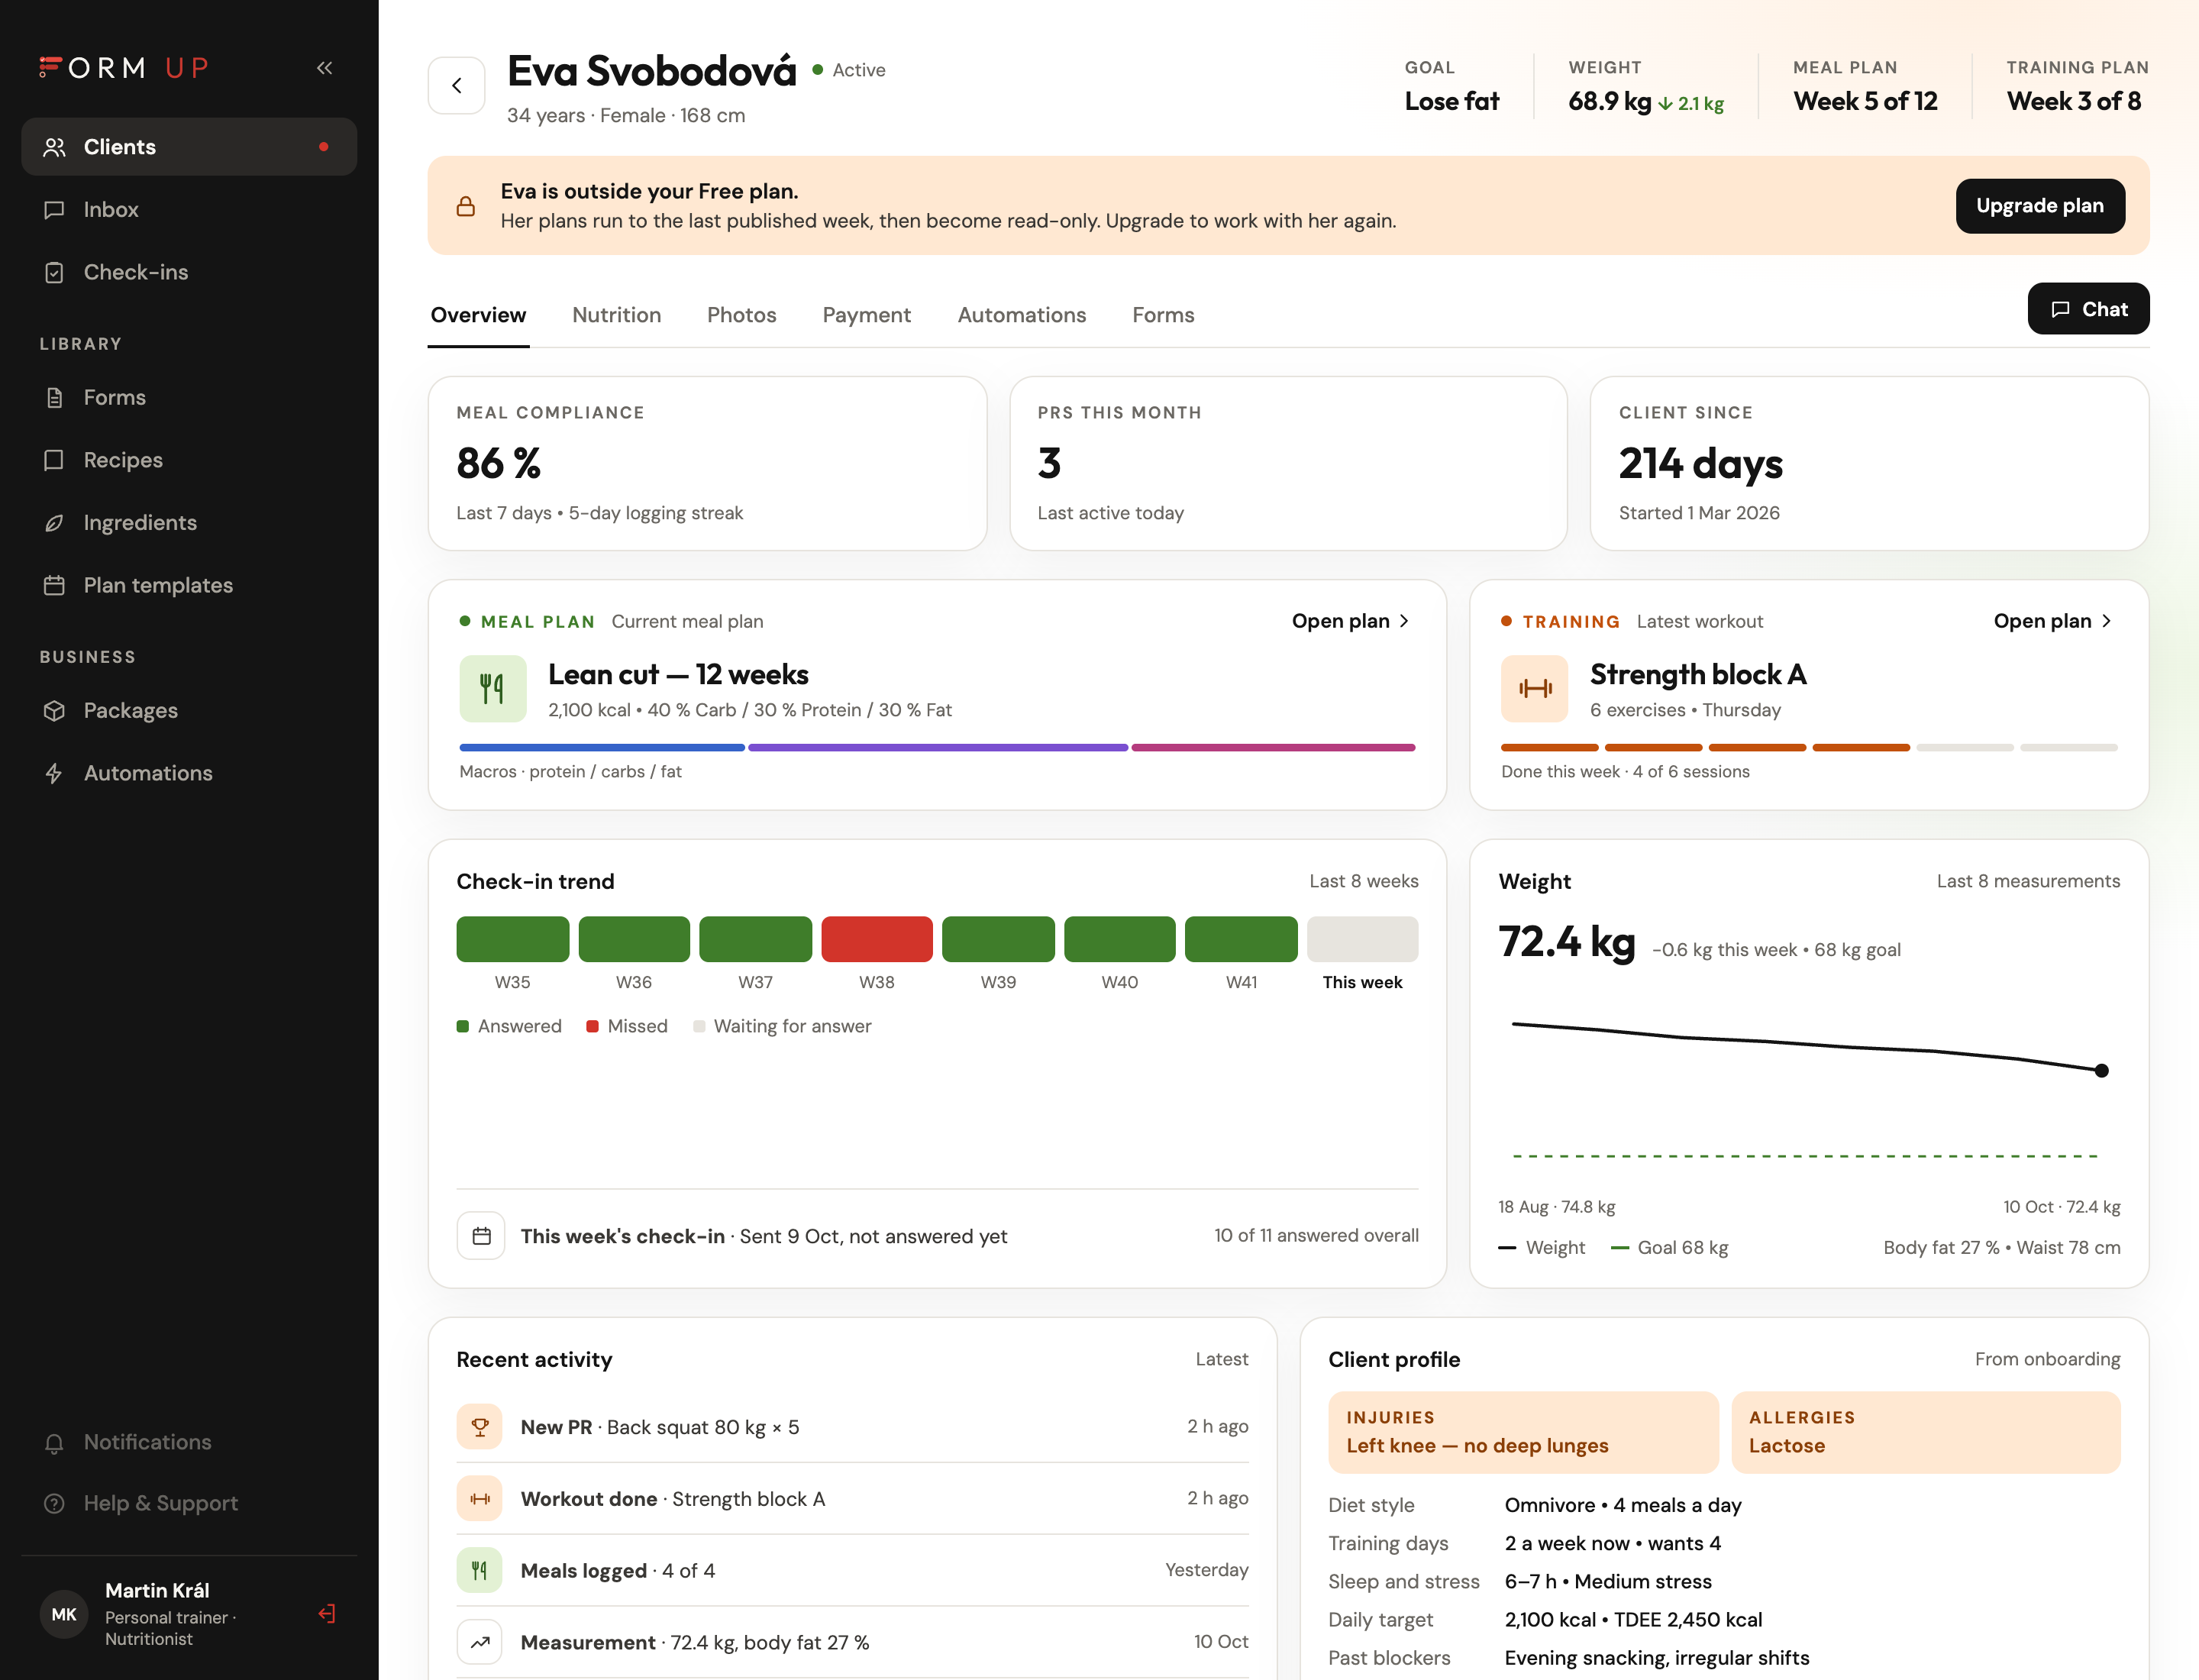 FORM UP
Clients
Inbox
Check-ins
LIBRARY
Forms
Recipes
Ingredients
Plan templates
BUSINESS
Packages
Automations
Notifications
Help & Support
MK
Martin Král
Personal trainer ·
Nutritionist
Eva Svobodová
Active
34 years · Female · 168 cm
GOAL
Lose fat
WEIGHT
68.9 kg ↓ 2.1 kg
MEAL PLAN
Week 5 of 12
TRAINING PLAN
Week 3 of 8
Eva is outside your Free plan.
Her plans run to the last published week, then become read-only. Upgrade to work with her again.
Upgrade plan
Overview
Nutrition
Photos
Payment
Automations
Forms
Chat
MEAL COMPLIANCE
86 %
Last 7 days • 5-day logging streak
PRS THIS MONTH
3
Last active today
CLIENT SINCE
214 days
Started 1 Mar 2026
MEAL PLAN Current meal plan
Open plan
Lean cut — 12 weeks
2,100 kcal • 40 % Carb / 30 % Protein / 30 % Fat
Macros · protein / carbs / fat
TRAINING Latest workout
Open plan
Strength block A
6 exercises • Thursday
Done this week · 4 of 6 sessions
Check-in trend
Last 8 weeks
W35 W36 W37 W38 W39 W40 W41 This week
Answered Missed Waiting for answer
This week's check-in · Sent 9 Oct, not answered yet
10 of 11 answered overall
Weight
Last 8 measurements
72.4 kg -0.6 kg this week • 68 kg goal
18 Aug · 74.8 kg
10 Oct · 72.4 kg
Weight Goal 68 kg
Body fat 27 % • Waist 78 cm
Recent activity
Latest
New PR · Back squat 80 kg × 5
2 h ago
Workout done · Strength block A
2 h ago
Meals logged · 4 of 4
Yesterday
Measurement · 72.4 kg, body fat 27 %
10 Oct
Client profile
From onboarding
INJURIES
Left knee — no deep lunges
ALLERGIES
Lactose
Diet style Omnivore • 4 meals a day
Training days 2 a week now • wants 4
Sleep and stress 6–7 h • Medium stress
Daily target 2,100 kcal • TDEE 2,450 kcal
Past blockers Evening snacking, irregular shifts